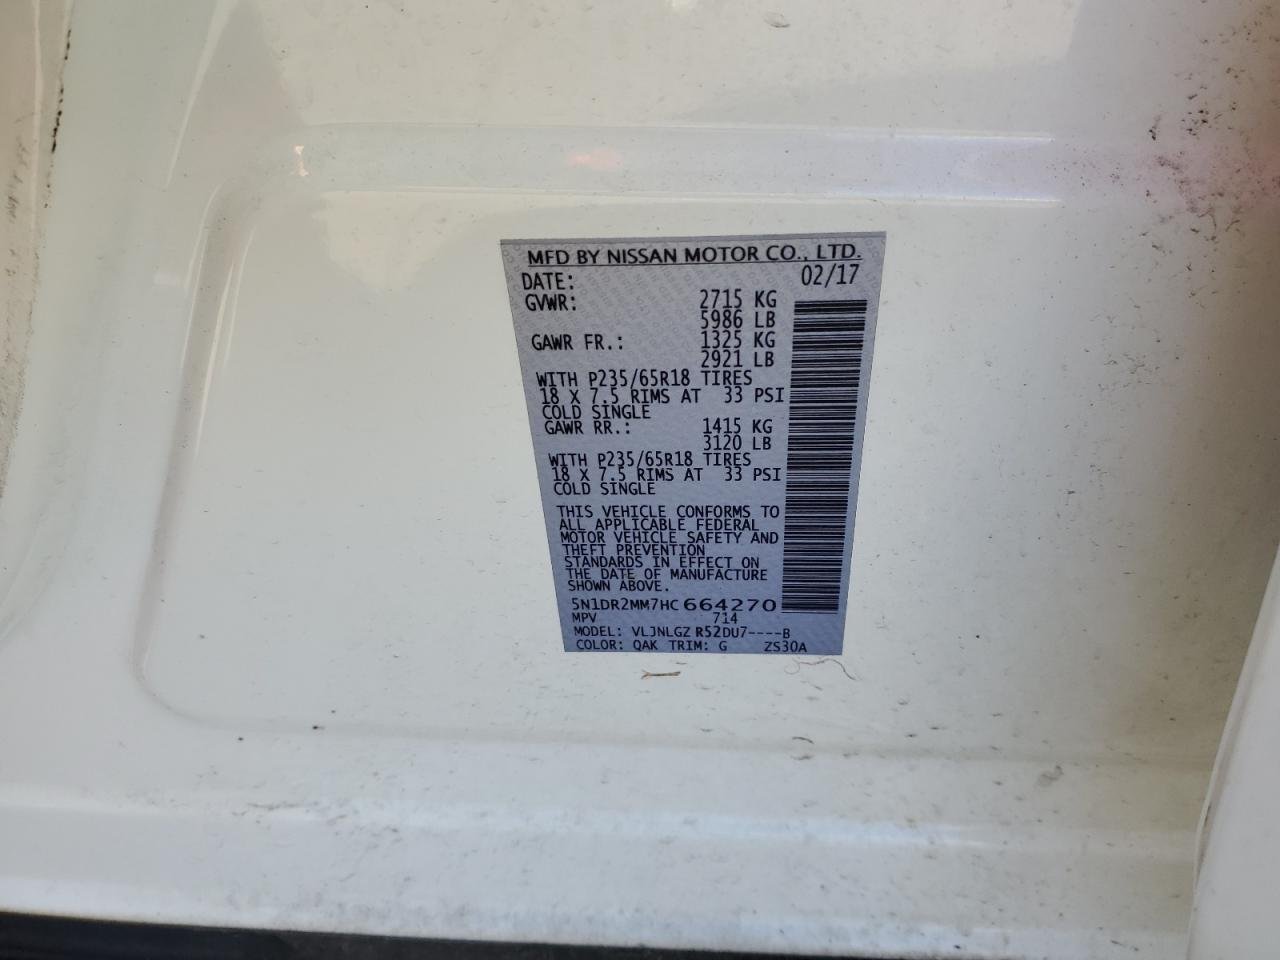 MFD BY NISSAN MOTOR CO., LTD.
DATE: 02/17
GVWR: 2715 KG
5986 LB
GAWR FR.: 1325 KG
2921 LB
WITH P235/65R18 TIRES
18 X 7.5 RIMS AT 33 PSI
COLD SINGLE
GAWR RR.: 1415 KG
3120 LB
WITH P235/65R18 TIRES
18 X 7.5 RIMS AT 33 PSI
COLD SINGLE
THIS VEHICLE CONFORMS TO
ALL APPLICABLE FEDERAL
MOTOR VEHICLE SAFETY AND
THEFT PREVENTION
STANDARDS IN EFFECT ON
THE DATE OF MANUFACTURE
SHOWN ABOVE.
5N1DR2MM7HC664270
MPV 714
MODEL: VLJNLGZ R52DU7----B
COLOR: QAK TRIM: G ZS30A